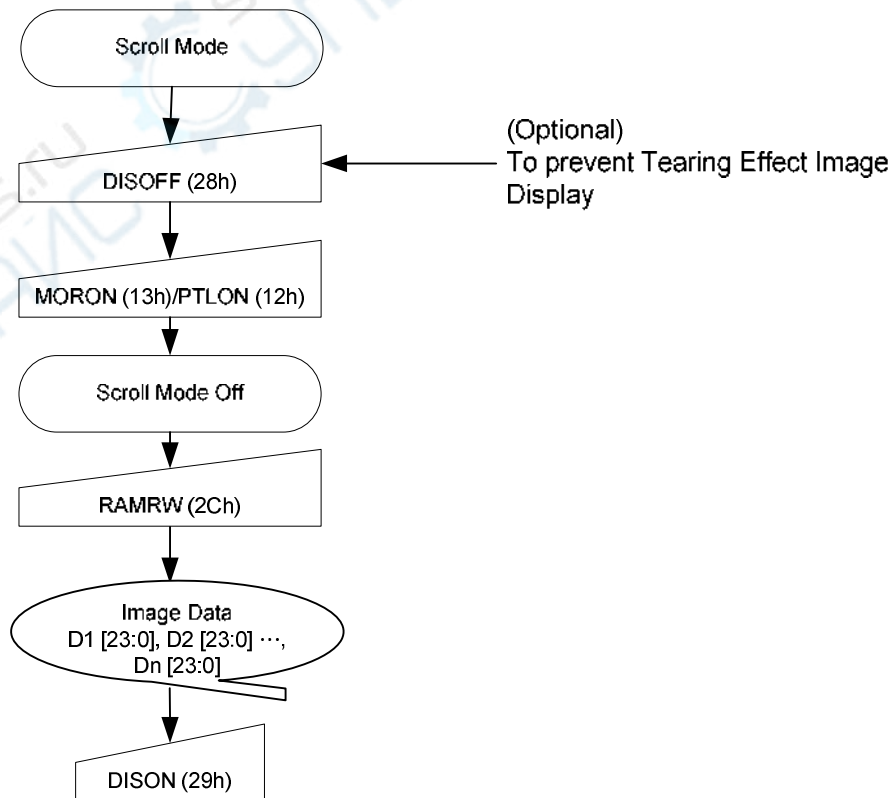 Scroll Mode
(Optional)
To prevent Tearing Effect Image
Display
DISOFF (28h)
MORON (13h)/PTLON (12h)
Scroll Mode Off
RAMRW (2Ch)
Image Data
D1 [23:0], D2 [23:0] ⋯,
Dn [23:0]
DISON (29h)